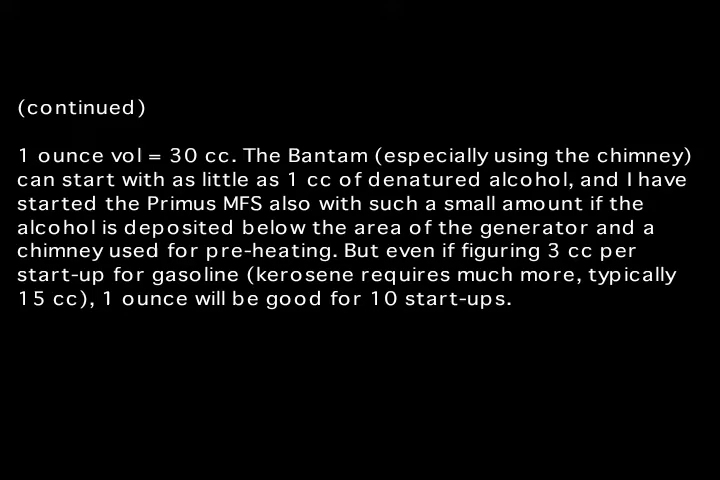 (continued)
1 ounce vol = 30 cc. The Bantam (especially using the chimney)
can start with as little as 1 cc of denatured alcohol, and I have
started the Primus MFS also with such a small amount if the
alcohol is deposited below the area of the generator and a
chimney used for pre-heating. But even if figuring 3 cc per
start-up for gasoline (kerosene requires much more, typically
15 cc), 1 ounce will be good for 10 start-ups.